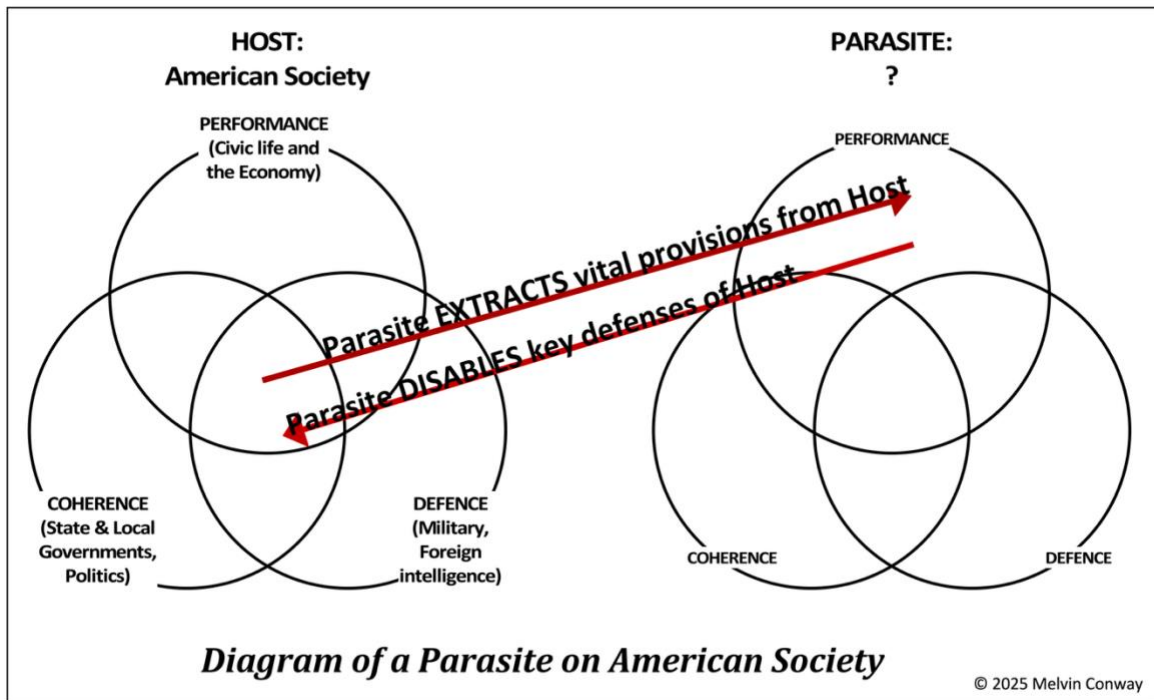 HOST:
American Society
PARASITE:
?
PERFORMANCE
(Civic life and
the Economy)
PERFORMANCE
Parasite EXTRACTS vital provisions from Host
Parasite DISABLES key defenses of Host
COHERENCE
(State & Local
Governments,
Politics)
DEFENCE
(Military,
Foreign
intelligence)
COHERENCE
DEFENCE
Diagram of a Parasite on American Society
© 2025 Melvin Conway